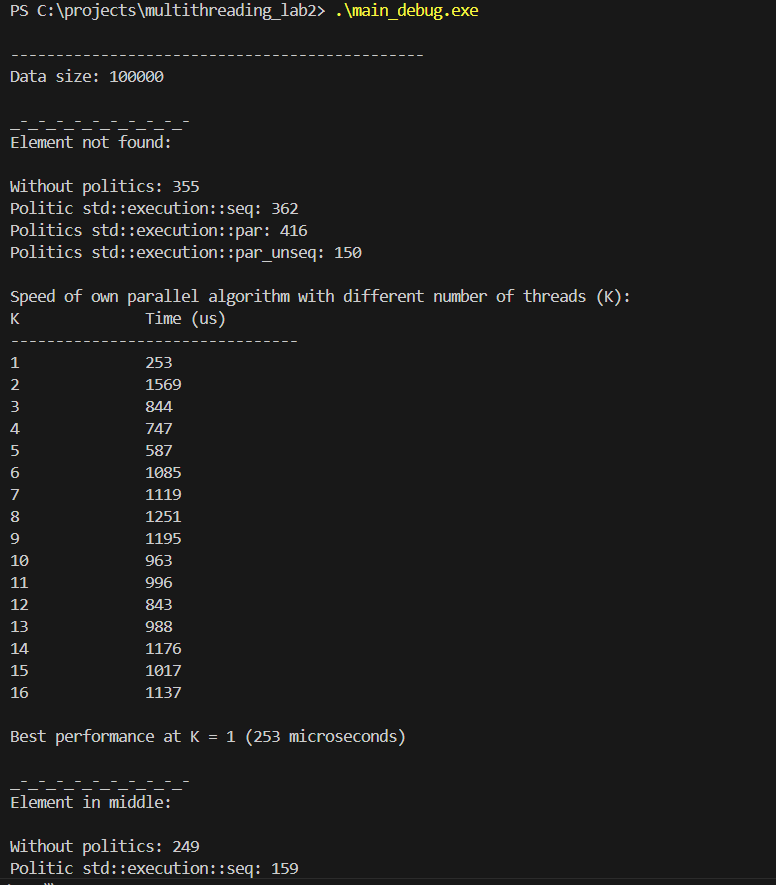 PS C:\projects\multithreading_lab2> .\main_debug.exe
----------------------------------------------
Data size: 100000
_-_-_-_-_-_-_-_-_-_-
Element not found:
Without politics: 355
Politic std::execution::seq: 362
Politics std::execution::par: 416
Politics std::execution::par_unseq: 150
Speed of own parallel algorithm with different number of threads (K):
K Time (us)
--------------------------------
1 253
2 1569
3 844
4 747
5 587
6 1085
7 1119
8 1251
9 1195
10 963
11 996
12 843
13 988
14 1176
15 1017
16 1137
Best performance at K = 1 (253 microseconds)
_-_-_-_-_-_-_-_-_-_-
Element in middle:
Without politics: 249
Politic std::execution::seq: 159